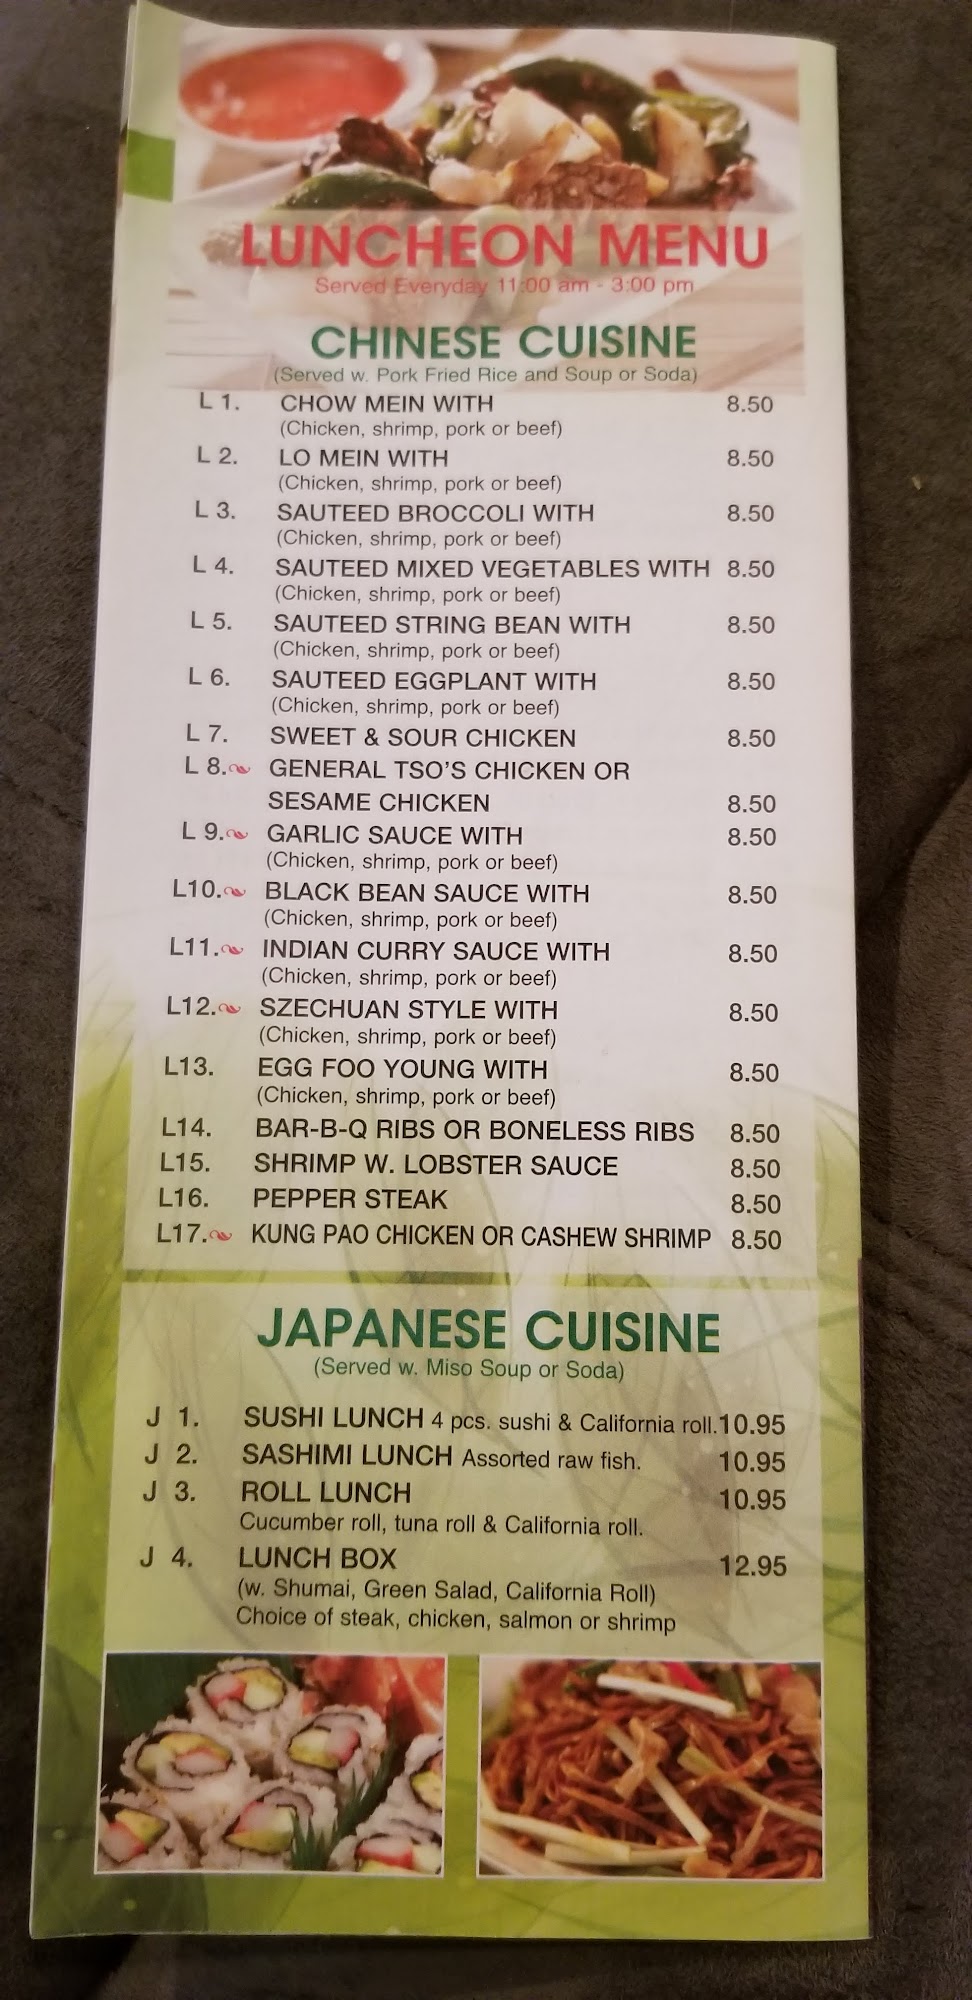 LUNCHEON MENU
Served Everyday 11:00 am - 3:00 pm
CHINESE CUISINE
(Served w. Pork Fried Rice and Soup or Soda)
L 1. CHOW MEIN WITH 8.50
(Chicken, shrimp, pork or beef)
L 2. LO MEIN WITH 8.50
(Chicken, shrimp, pork or beef)
L 3. SAUTEED BROCCOLI WITH 8.50
(Chicken, shrimp, pork or beef)
L 4. SAUTEED MIXED VEGETABLES WITH 8.50
(Chicken, shrimp, pork or beef)
L 5. SAUTEED STRING BEAN WITH 8.50
(Chicken, shrimp, pork or beef)
L 6. SAUTEED EGGPLANT WITH 8.50
(Chicken, shrimp, pork or beef)
L 7. SWEET & SOUR CHICKEN 8.50
L 8. GENERAL TSO'S CHICKEN OR
SESAME CHICKEN 8.50
L 9. GARLIC SAUCE WITH 8.50
(Chicken, shrimp, pork or beef)
L10. BLACK BEAN SAUCE WITH 8.50
(Chicken, shrimp, pork or beef)
L11. INDIAN CURRY SAUCE WITH 8.50
(Chicken, shrimp, pork or beef)
L12. SZECHUAN STYLE WITH 8.50
(Chicken, shrimp, pork or beef)
L13. EGG FOO YOUNG WITH 8.50
(Chicken, shrimp, pork or beef)
L14. BAR-B-Q RIBS OR BONELESS RIBS 8.50
L15. SHRIMP W. LOBSTER SAUCE 8.50
L16. PEPPER STEAK 8.50
L17. KUNG PAO CHICKEN OR CASHEW SHRIMP 8.50
JAPANESE CUISINE
(Served w. Miso Soup or Soda)
J 1. SUSHI LUNCH 4 pcs. sushi & California roll. 10.95
J 2. SASHIMI LUNCH Assorted raw fish. 10.95
J 3. ROLL LUNCH 10.95
Cucumber roll, tuna roll & California roll.
J 4. LUNCH BOX 12.95
(w. Shumai, Green Salad, California Roll)
Choice of steak, chicken, salmon or shrimp